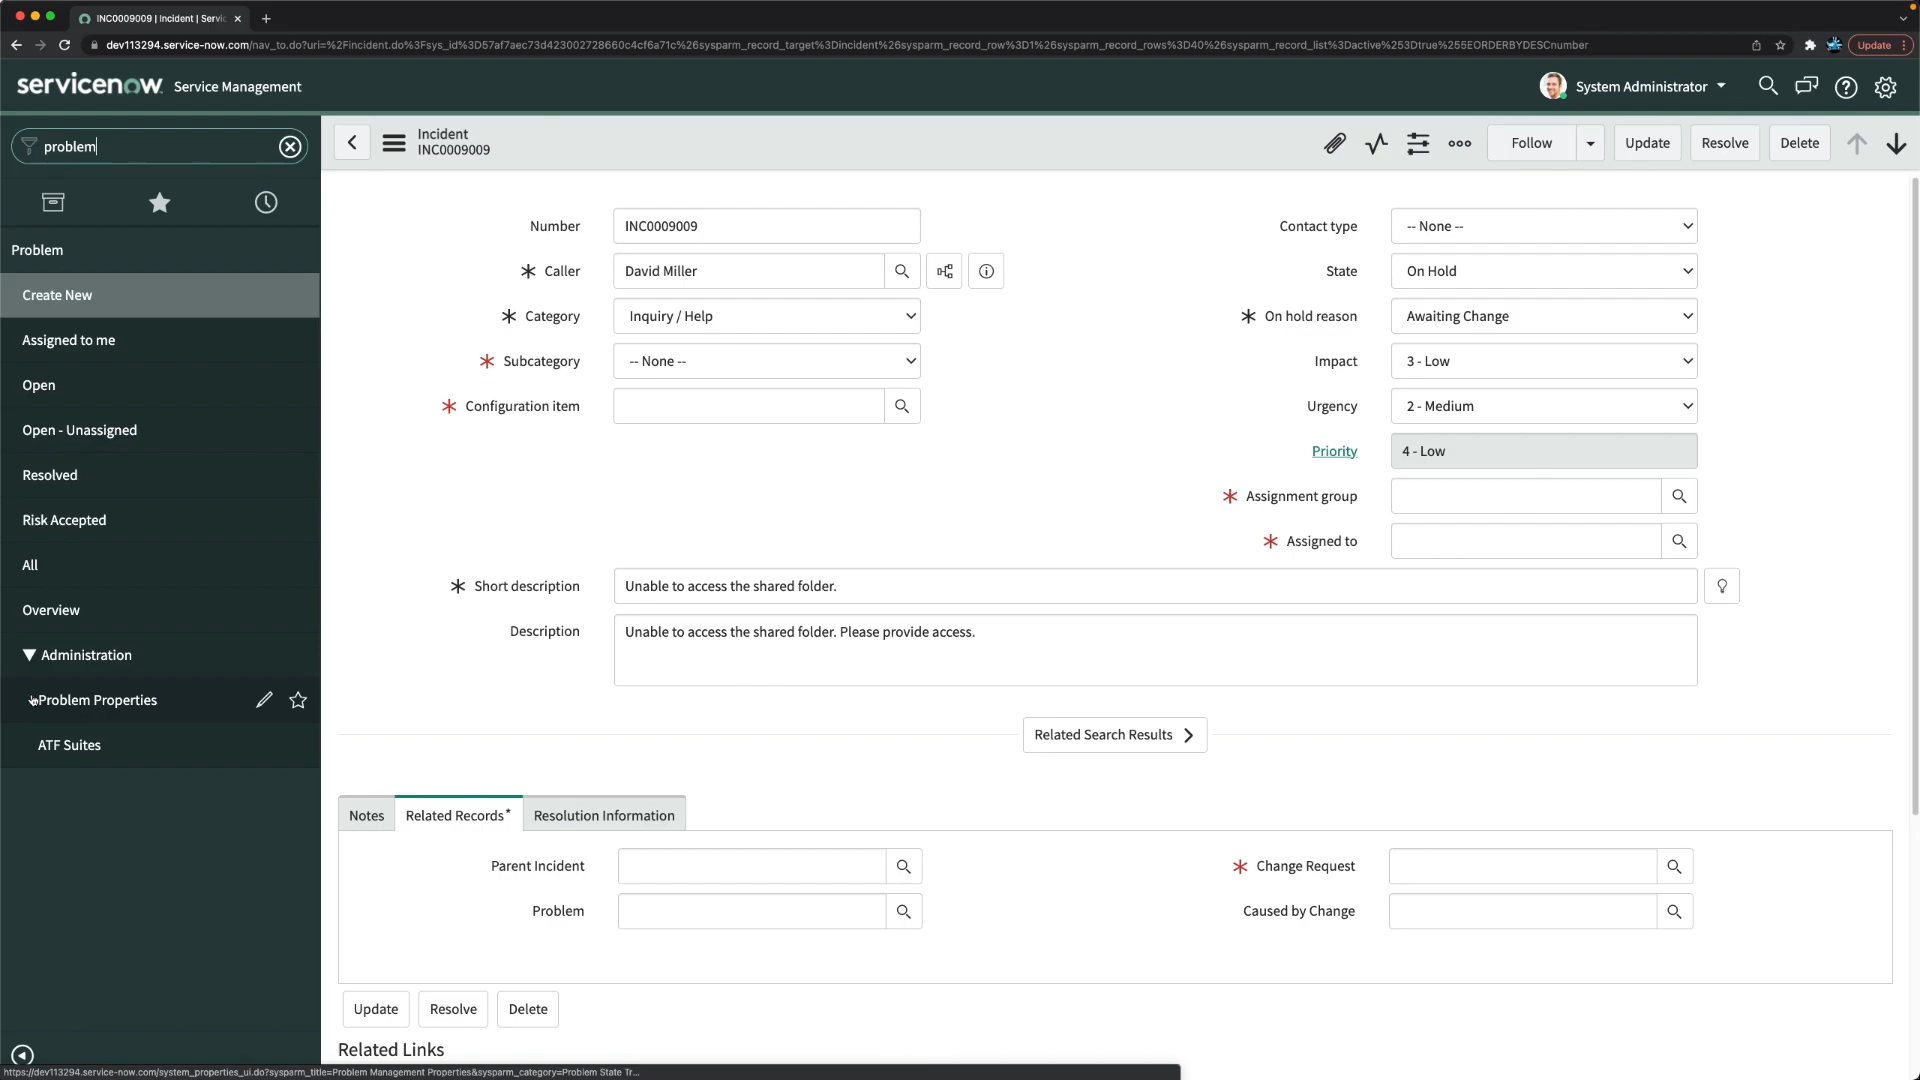 INC0009009 | Incident | Servic
dev113294.service-now.com/nav_to.do?uri=%2Fincident.do%3Fsys_id%3D57af7aec73d423002728660c4cf6a71c%26sysparm_record_target%3Dincident%26sysparm_record_row%3D1%26sysparm_record_rows%3D40%26sysparm_record_list%3Dactive%253Dtrue%255EORDERBYDESCnumber
Update
servicenow Service Management
System Administrator
problem
Incident
INC0009009
Follow
Update
Resolve
Delete
Problem
Create New
Assigned to me
Open
Open - Unassigned
Resolved
Risk Accepted
All
Overview
Administration
Problem Properties
ATF Suites
Number
INC0009009
Caller
David Miller
Category
Inquiry / Help
Subcategory
-- None --
Configuration item
Contact type
-- None --
State
On Hold
On hold reason
Awaiting Change
Impact
3 - Low
Urgency
2 - Medium
Priority
4 - Low
Assignment group
Assigned to
Short description
Unable to access the shared folder.
Description
Unable to access the shared folder. Please provide access.
Related Search Results
Notes
Related Records*
Resolution Information
Parent Incident
Change Request
Problem
Caused by Change
Update
Resolve
Delete
Related Links
https://dev113294.service-now.com/system_properties_ui.do?sysparm_title=Problem Management Properties&sysparm_category=Problem State Tr...